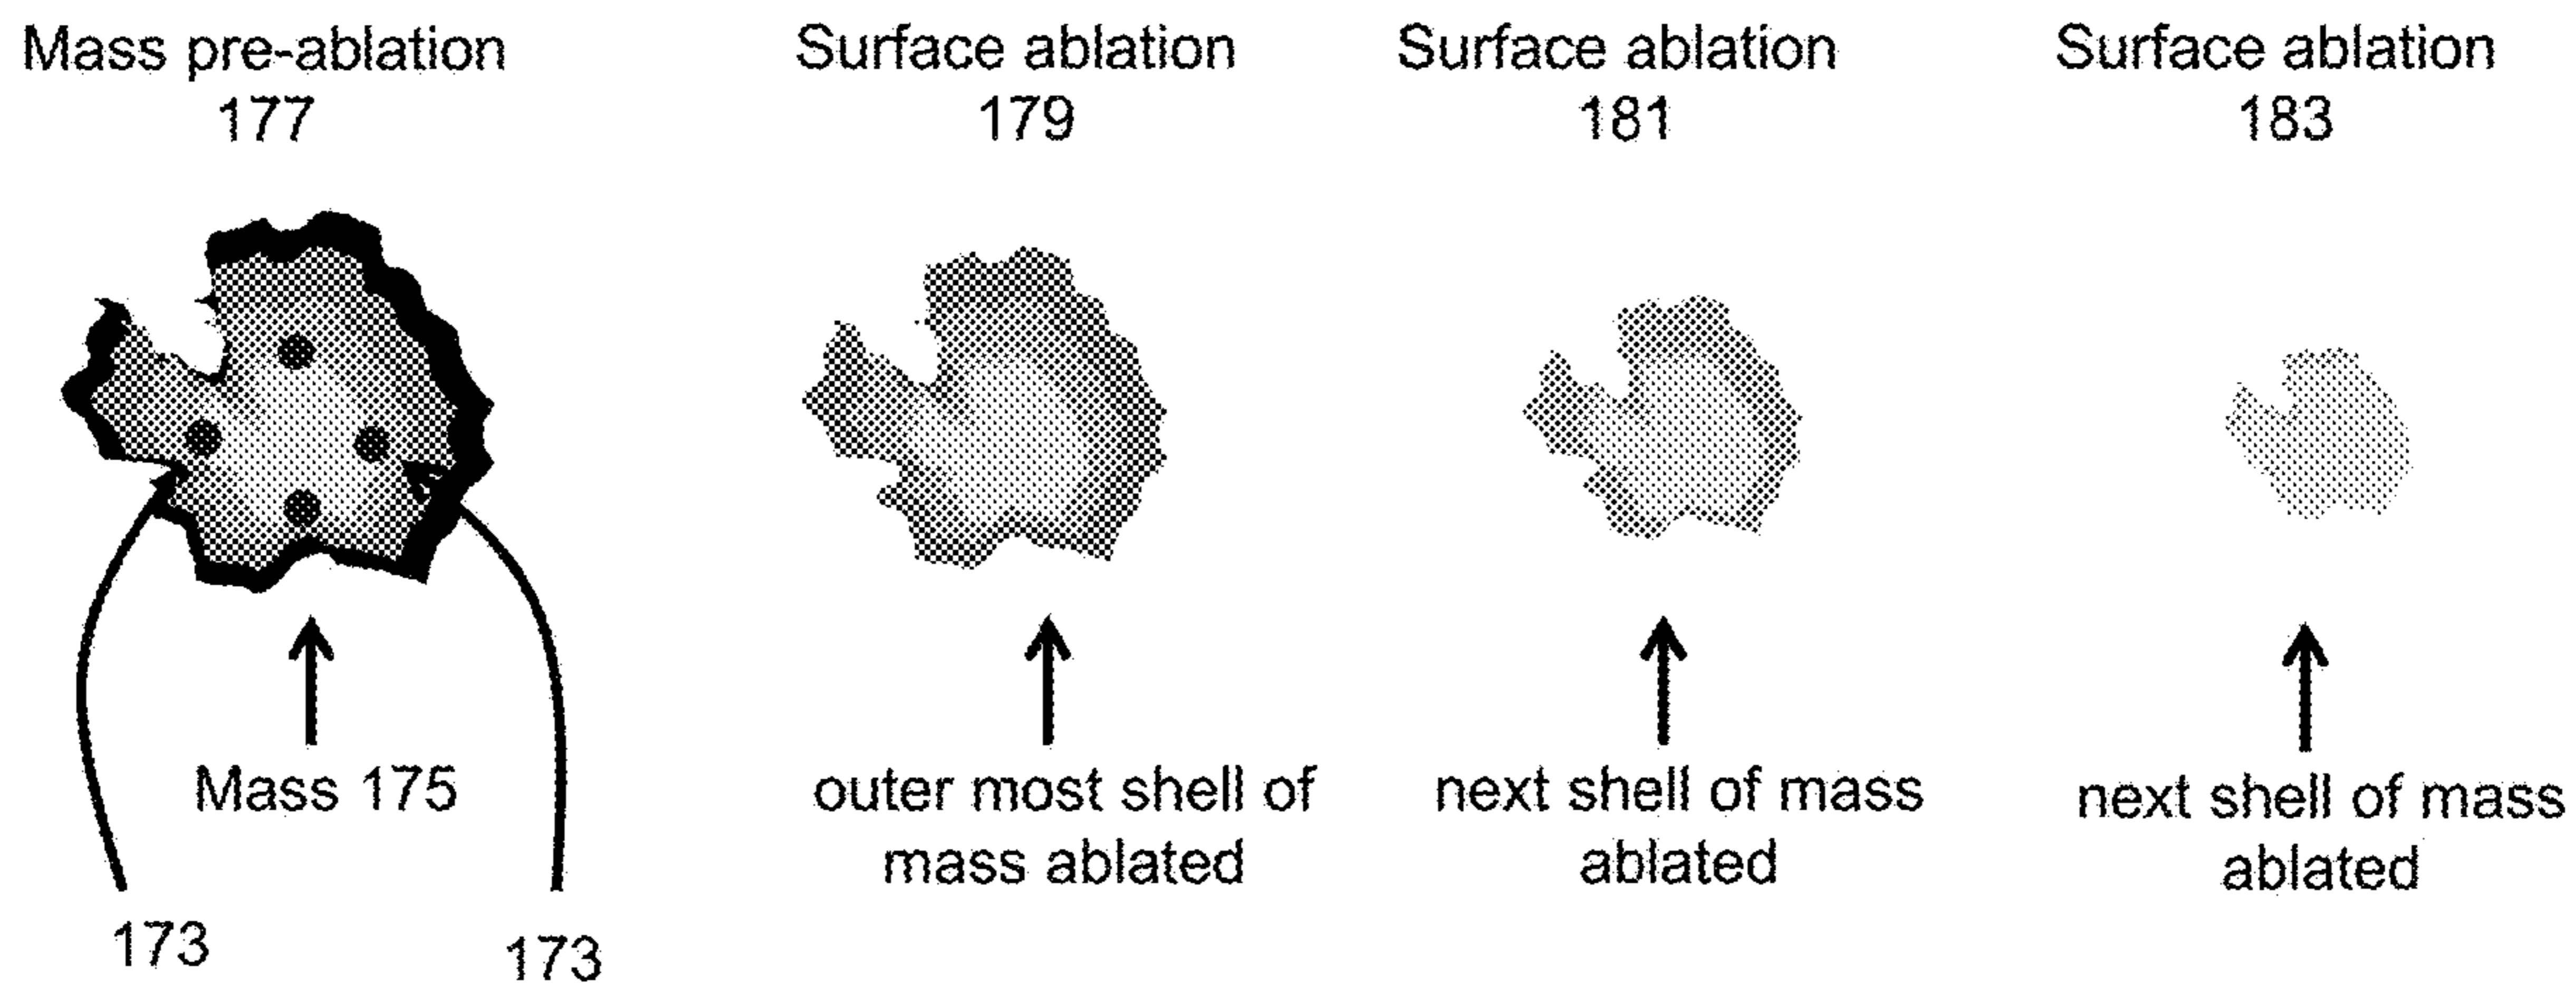 Mass pre-ablation
177
Surface ablation
179
Surface ablation
181
Surface ablation
183
Mass 175
outer most shell of
mass ablated
next shell of mass
ablated
next shell of mass
ablated
173
173